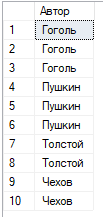 Автор
1 Гоголь
2 Гоголь
3 Гоголь
4 Пушкин
5 Пушкин
6 Пушкин
7 Толстой
8 Толстой
9 Чехов
10 Чехов